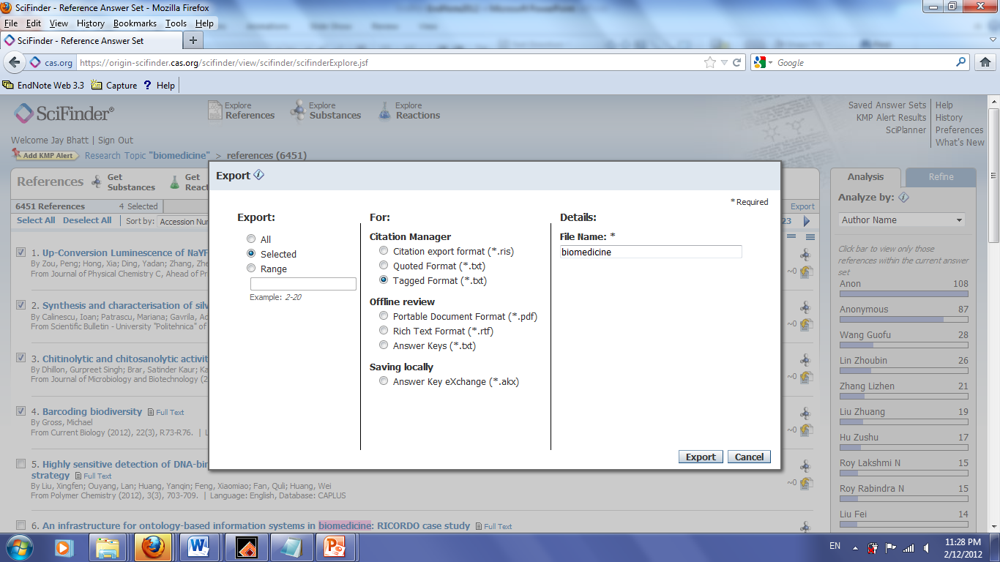 SciFinder - Reference Answer Set - Mozilla Firefox
File Edit View History Bookmarks Tools Help
SciFinder - Reference Answer Set
cas.org https://origin-scifinder.cas.org/scifinder/view/scifinder/scifinderExplore.jsf
Google
EndNote Web 3.3 Capture ? Help
SciFinder®
Explore References
Explore Substances
Explore Reactions
Saved Answer Sets
KMP Alert Results
SciPlanner
Help
History
Preferences
What's New
Welcome Jay Bhatt | Sign Out
Add KMP Alert Research Topic "biomedicine" > references (6451)
References
Get Substances
Get
6451 References 4 Selected
Export
Select All Deselect All Sort by:
23
1. Up-Conversion Luminescence of
By Zou, Peng; Hong, Xia; Ding, Yadan; Zhang,
From Journal of Physical Chemistry C, Ahead of
2. Synthesis and characterisation of
By Calinescu, Ioan; Patrascu, Mariana; Gavrila,
From Scientific Bulletin - University "Politehnica" of
3. Chitinolytic and chitosanolytic
By Dhillon, Gurpreet Singh; Brar, Satinder Kaur;
From Journal of Microbiology and Biotechnology
4. Barcoding biodiversity Full Text
By Gross, Michael
From Current Biology (2012), 22(3), R73-R76. |
5. Highly sensitive detection of
strategy Full Text
By Liu, Xingfen; Ouyang, Lan; Huang, Yanqin; Feng, Xiaomiao; Fan, Quli; Huang, Wei
From Polymer Chemistry (2012), 3(3), 703-709. | Language: English, Database: CAPLUS
6. An infrastructure for ontology-based information systems in biomedicine: RICORDO case study Full Text
~0
~0
~0
~0
~0
Export
* Required
Export:
All
Selected
Range
Example: 2-20
For:
Citation Manager
Citation export format (*.ris)
Quoted Format (*.txt)
Tagged Format (*.txt)
Offline review
Portable Document Format (*.pdf)
Rich Text Format (*.rtf)
Answer Keys (*.txt)
Saving locally
Answer Key eXchange (*.akx)
Details:
File Name: *
biomedicine
Export Cancel
Analysis Refine
Analyze by:
Author Name
Click bar to view only those
references within the current answer
set
Anon 108
Anonymous 87
Wang Guofu 28
Lin Zhoubin 26
Zhang Lizhen 21
Liu Zhuang 19
Hu Zushu 17
Roy Lakshmi N 15
Roy Rabindra N 15
Liu Fei 14
EN
11:28 PM
2/12/2012